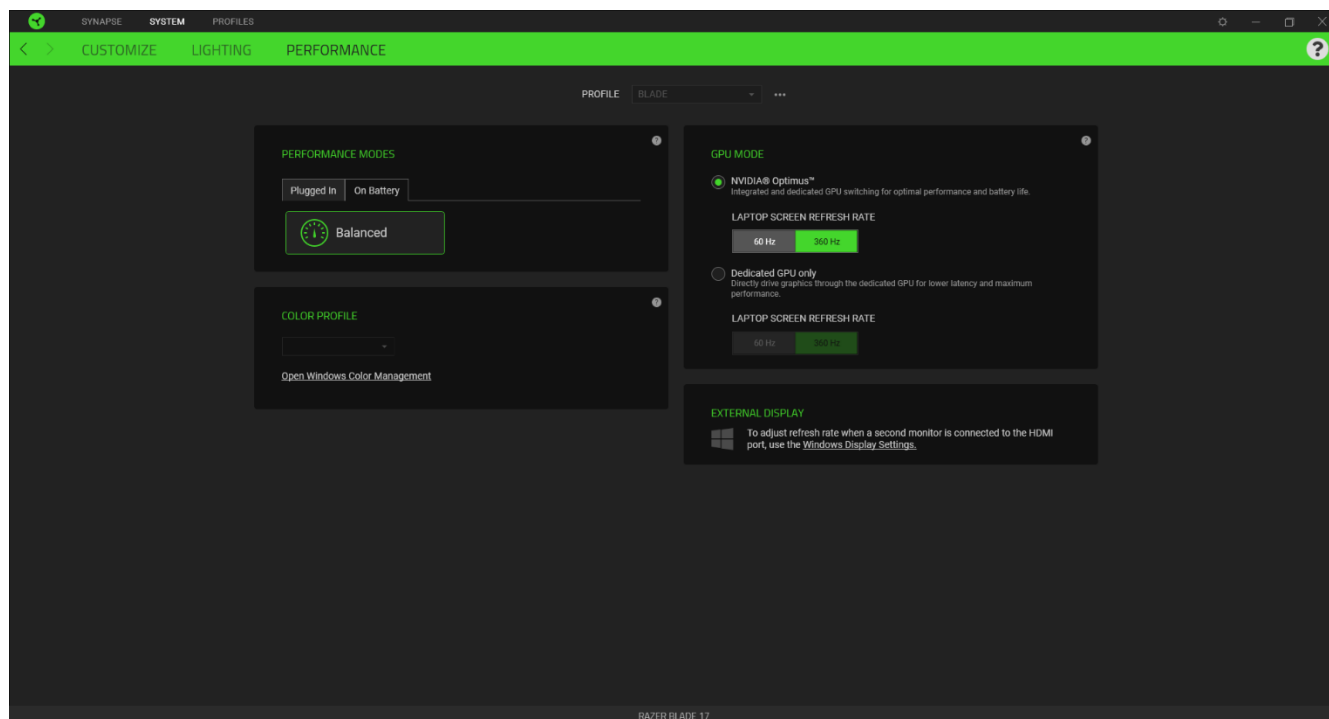 SYNAPSE SYSTEM PROFILES
CUSTOMIZE LIGHTING PERFORMANCE
?
PROFILE BLADE
PERFORMANCE MODES
?
Plugged In On Battery
Balanced
COLOR PROFILE
?
Open Windows Color Management
GPU MODE
?
NVIDIA® Optimus™
Integrated and dedicated GPU switching for optimal performance and battery life.
LAPTOP SCREEN REFRESH RATE
60 Hz 360 Hz
Dedicated GPU only
Directly drive graphics through the dedicated GPU for lower latency and maximum
performance.
LAPTOP SCREEN REFRESH RATE
60 Hz 360 Hz
EXTERNAL DISPLAY
To adjust refresh rate when a second monitor is connected to the HDMI
port, use the Windows Display Settings.
RAZER BLADE 17